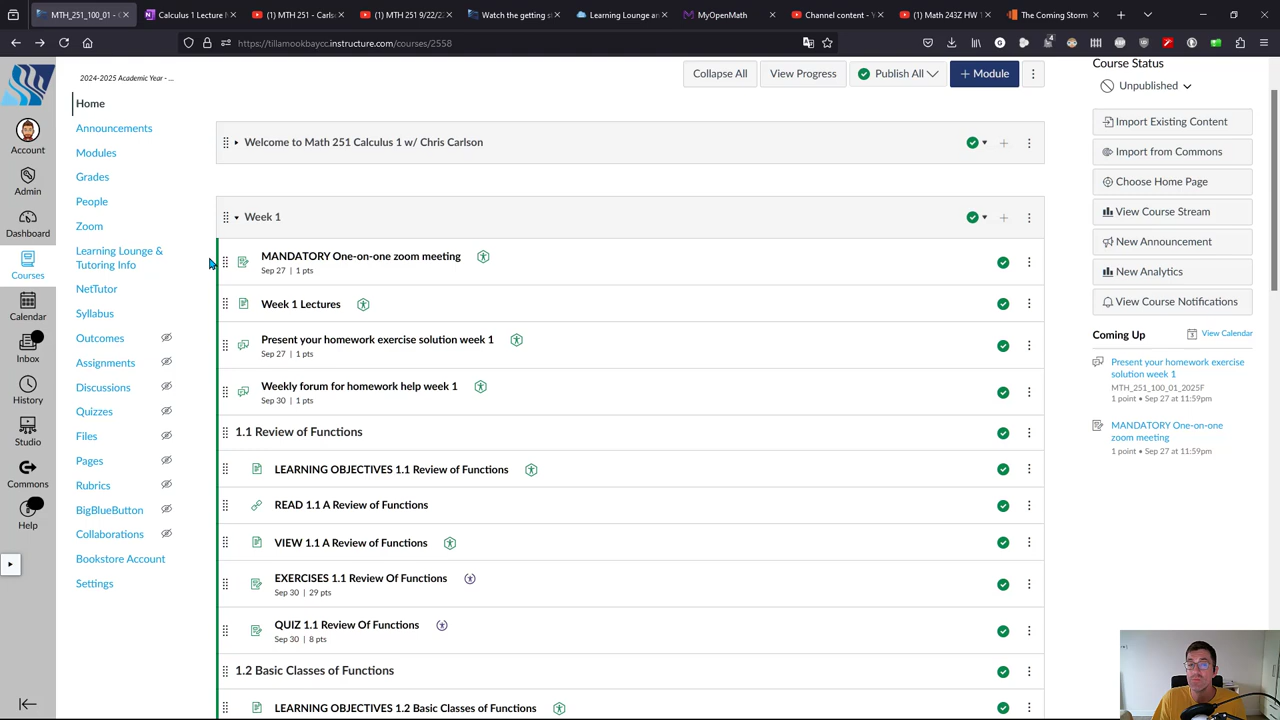 MTH_251_100_01 - C
Calculus 1 Lecture N
(1) MTH 251 - Carls
(1) MTH 251 9/22/2
Watch the getting s
Learning Lounge an
MyOpenMath
Channel content - Y
(1) Math 243Z HW 1
The Coming Storm
https://tillamookbaycc.instructure.com/courses/2558
2024-2025 Academic Year - ...
Account
Admin
Dashboard
Courses
Calendar
Inbox
History
Studio
Commons
Help
Home
Announcements
Modules
Grades
People
Zoom
Learning Lounge &
Tutoring Info
NetTutor
Syllabus
Outcomes
Assignments
Discussions
Quizzes
Files
Pages
Rubrics
BigBlueButton
Collaborations
Bookstore Account
Settings
Collapse All
View Progress
Publish All
+ Module
Welcome to Math 251 Calculus 1 w/ Chris Carlson
Week 1
MANDATORY One-on-one zoom meeting
Sep 27 | 1 pts
Week 1 Lectures
Present your homework exercise solution week 1
Sep 27 | 1 pts
Weekly forum for homework help week 1
Sep 30 | 1 pts
1.1 Review of Functions
LEARNING OBJECTIVES 1.1 Review of Functions
READ 1.1 A Review of Functions
VIEW 1.1 A Review of Functions
EXERCISES 1.1 Review Of Functions
Sep 30 | 29 pts
QUIZ 1.1 Review Of Functions
Sep 30 | 8 pts
1.2 Basic Classes of Functions
LEARNING OBJECTIVES 1.2 Basic Classes of Functions
Course Status
Unpublished
Import Existing Content
Import from Commons
Choose Home Page
View Course Stream
New Announcement
New Analytics
View Course Notifications
Coming Up
View Calendar
Present your homework exercise
solution week 1
MTH_251_100_01_2025F
1 point • Sep 27 at 11:59pm
MANDATORY One-on-one
zoom meeting
1 point • Sep 27 at 11:59pm